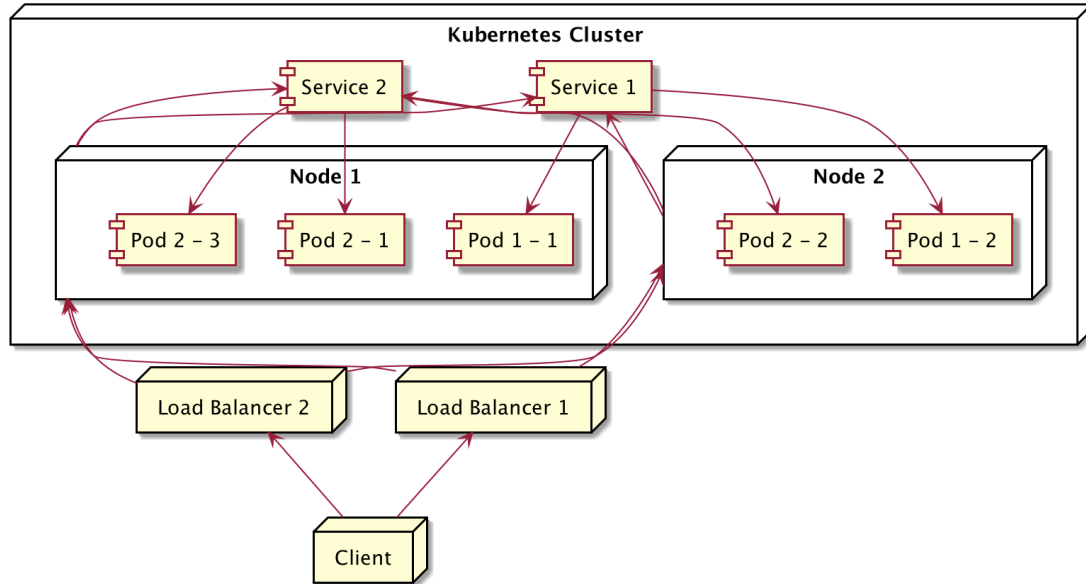 Kubernetes Cluster
Service 2
Service 1
Node 1
Node 2
Pod 2 – 3
Pod 2 – 1
Pod 1 – 1
Pod 2 – 2
Pod 1 – 2
Load Balancer 2
Load Balancer 1
Client